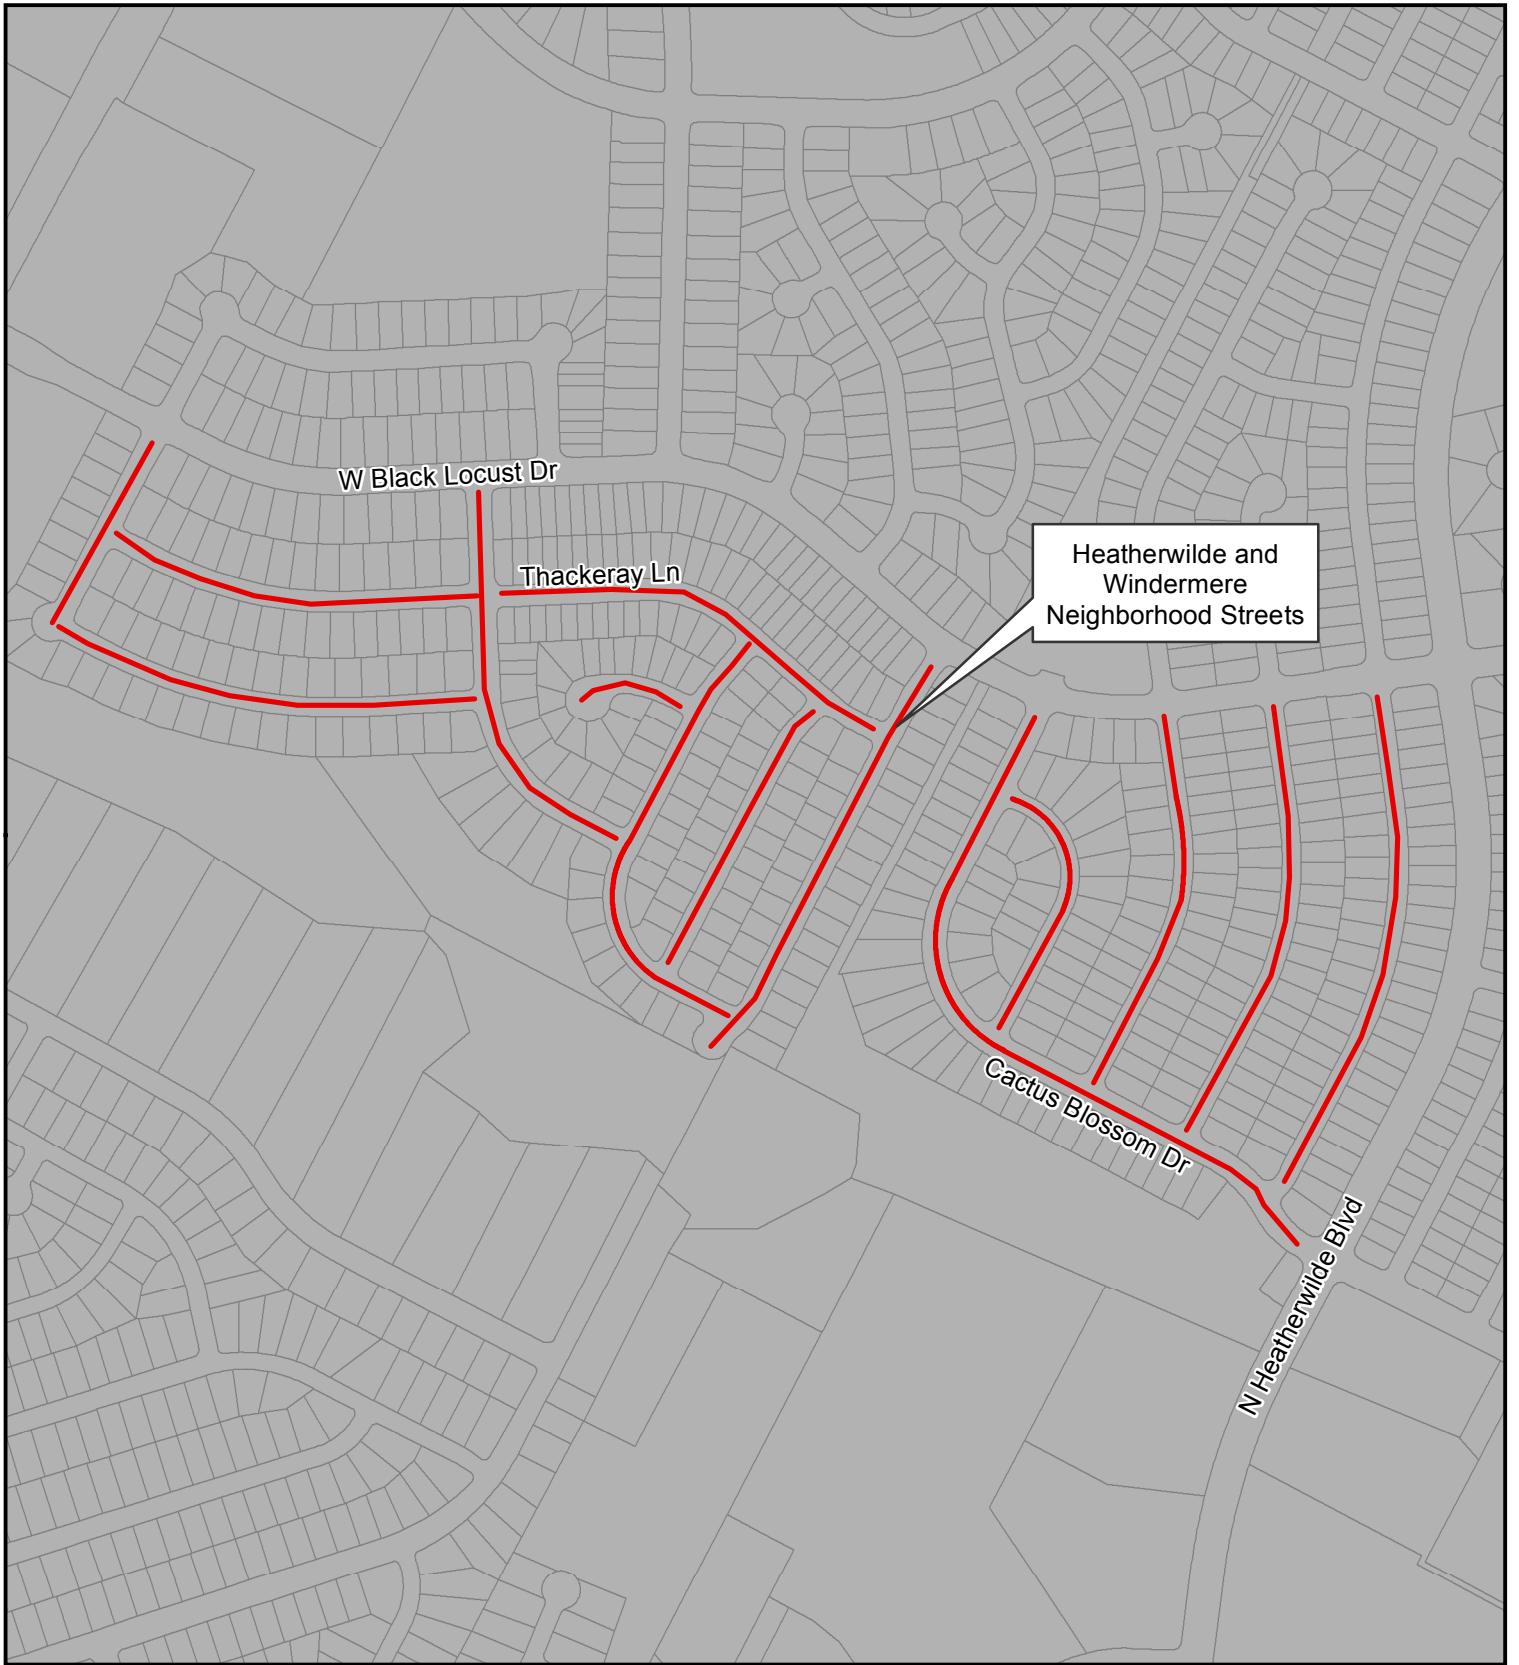 W Black Locust Dr
Thackeray Ln
Heatherwilde and
Windermere
Neighborhood Streets
Cactus Blossom Dr
N Heatherwilde Blvd